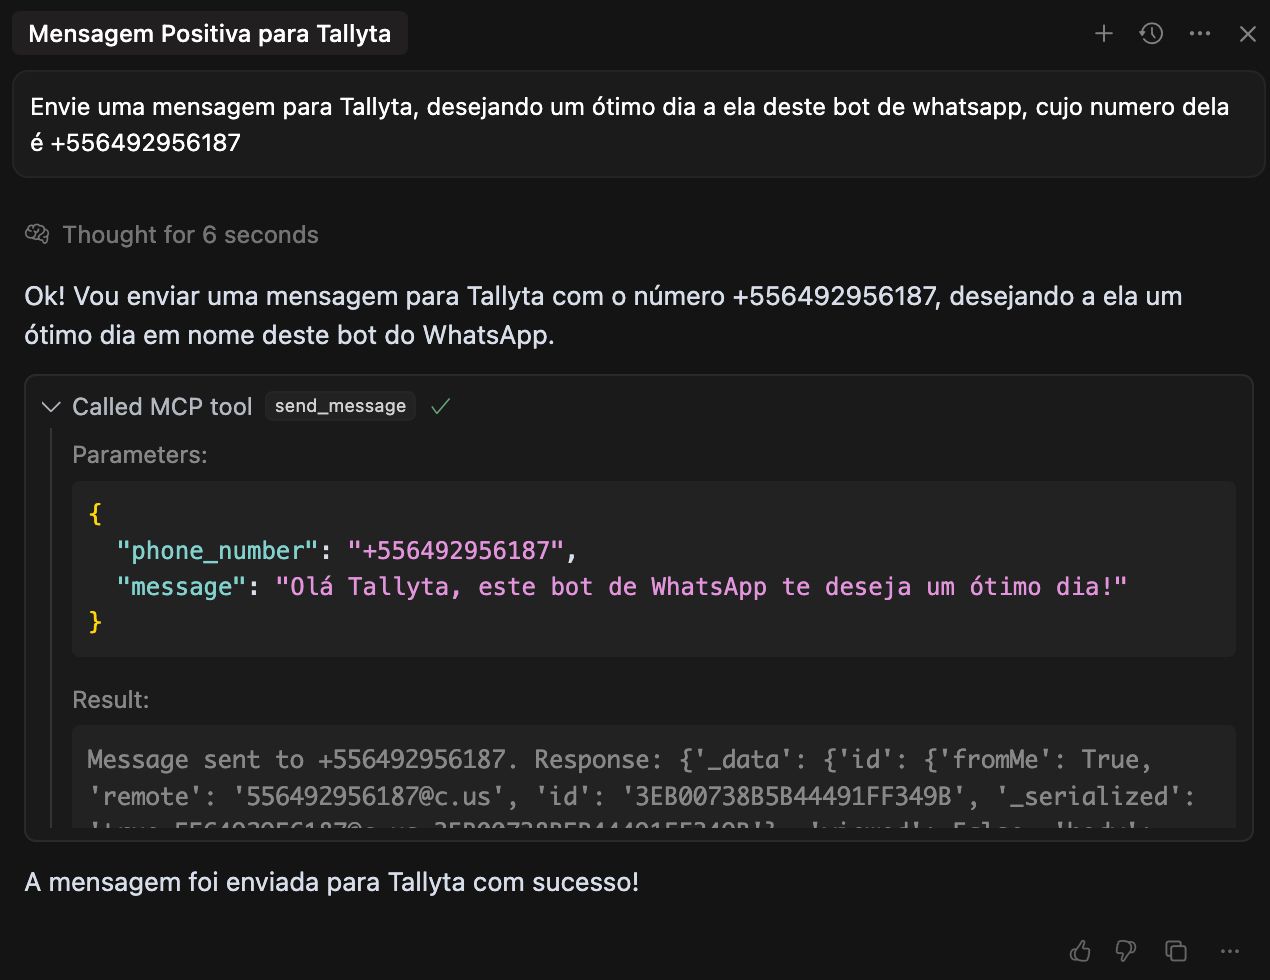 Mensagem Positiva para Tallyta
Envie uma mensagem para Tallyta, desejando um ótimo dia a ela deste bot de whatsapp, cujo numero dela
é +556492956187
Thought for 6 seconds
Ok! Vou enviar uma mensagem para Tallyta com o número +556492956187, desejando a ela um
ótimo dia em nome deste bot do WhatsApp.
Called MCP tool send_message
Parameters:
{
"phone_number": "+556492956187",
"message": "Olá Tallyta, este bot de WhatsApp te deseja um ótimo dia!"
}
Result:
Message sent to +556492956187. Response: {'_data': {'id': {'fromMe': True,
'remote': '556492956187@c.us', 'id': '3EB00738B5B44491FF349B', '_serialized':
A mensagem foi enviada para Tallyta com sucesso!